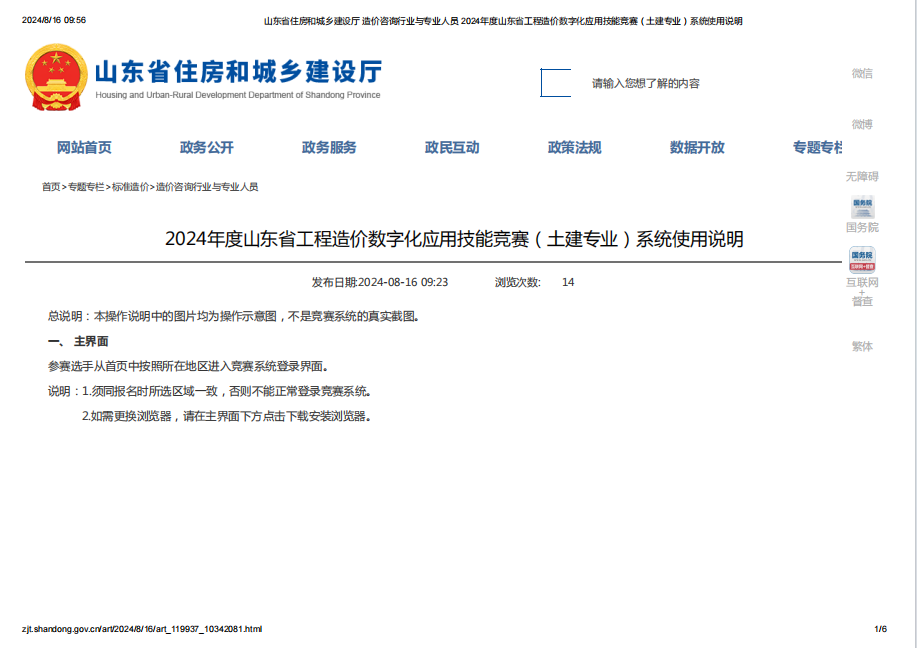 2024/8/16 09:56
山东省住房和城乡建设厅 造价咨询行业与专业人员 2024年度山东省工程造价数字化应用技能竞赛（土建专业）系统使用说明
山东省住房和城乡建设厅
Housing and Urban-Rural Development Department of Shandong Province
请输入您想了解的内容
微信
微博
网站首页 政务公开 政务服务 政民互动 政策法规 数据开放 专题专栏
无障碍
首页>专题专栏>标准造价>造价咨询行业与专业人员
国务院
国务院
2024年度山东省工程造价数字化应用技能竞赛（土建专业）系统使用说明
国务院
互联网+督查
互联网
+
督查
发布日期:2024-08-16 09:23 浏览次数: 14
总说明：本操作说明中的图片均为操作示意图，不是竞赛系统的真实截图。
一、 主界面
繁体
参赛选手从首页中按照所在地区进入竞赛系统登录界面。
说明：1.须同报名时所选区域一致，否则不能正常登录竞赛系统。
2.如需更换浏览器，请在主界面下方点击下载安装浏览器。
zjt.shandong.gov.cn/art/2024/8/16/art_119937_10342081.html
1/6